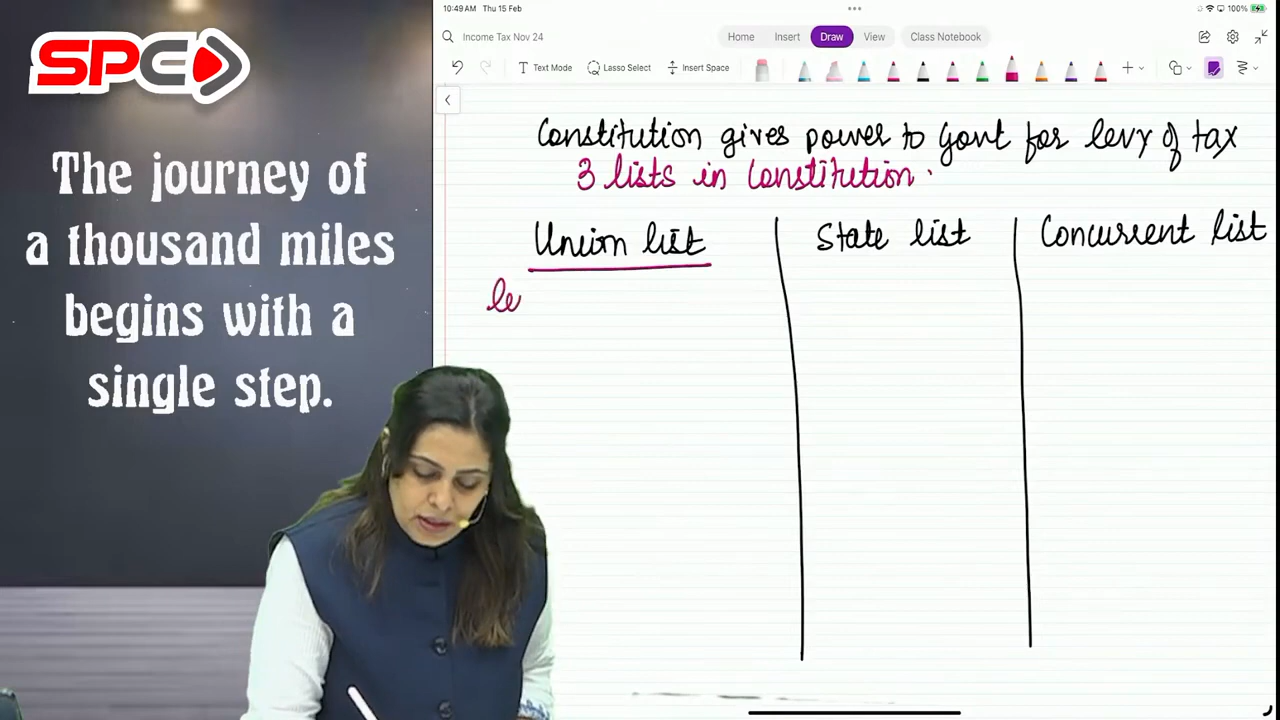 SPC
The journey of
a thousand miles
begins with a
single step.
10:49 AM Thu 15 Feb
100%
Income Tax Nov 24
Home Insert Draw View Class Notebook
Text Mode Lasso Select Insert Space
Constitution gives power to Govt for levy of tax
3 lists in Constitution.
Union list State list Concurrent list
le